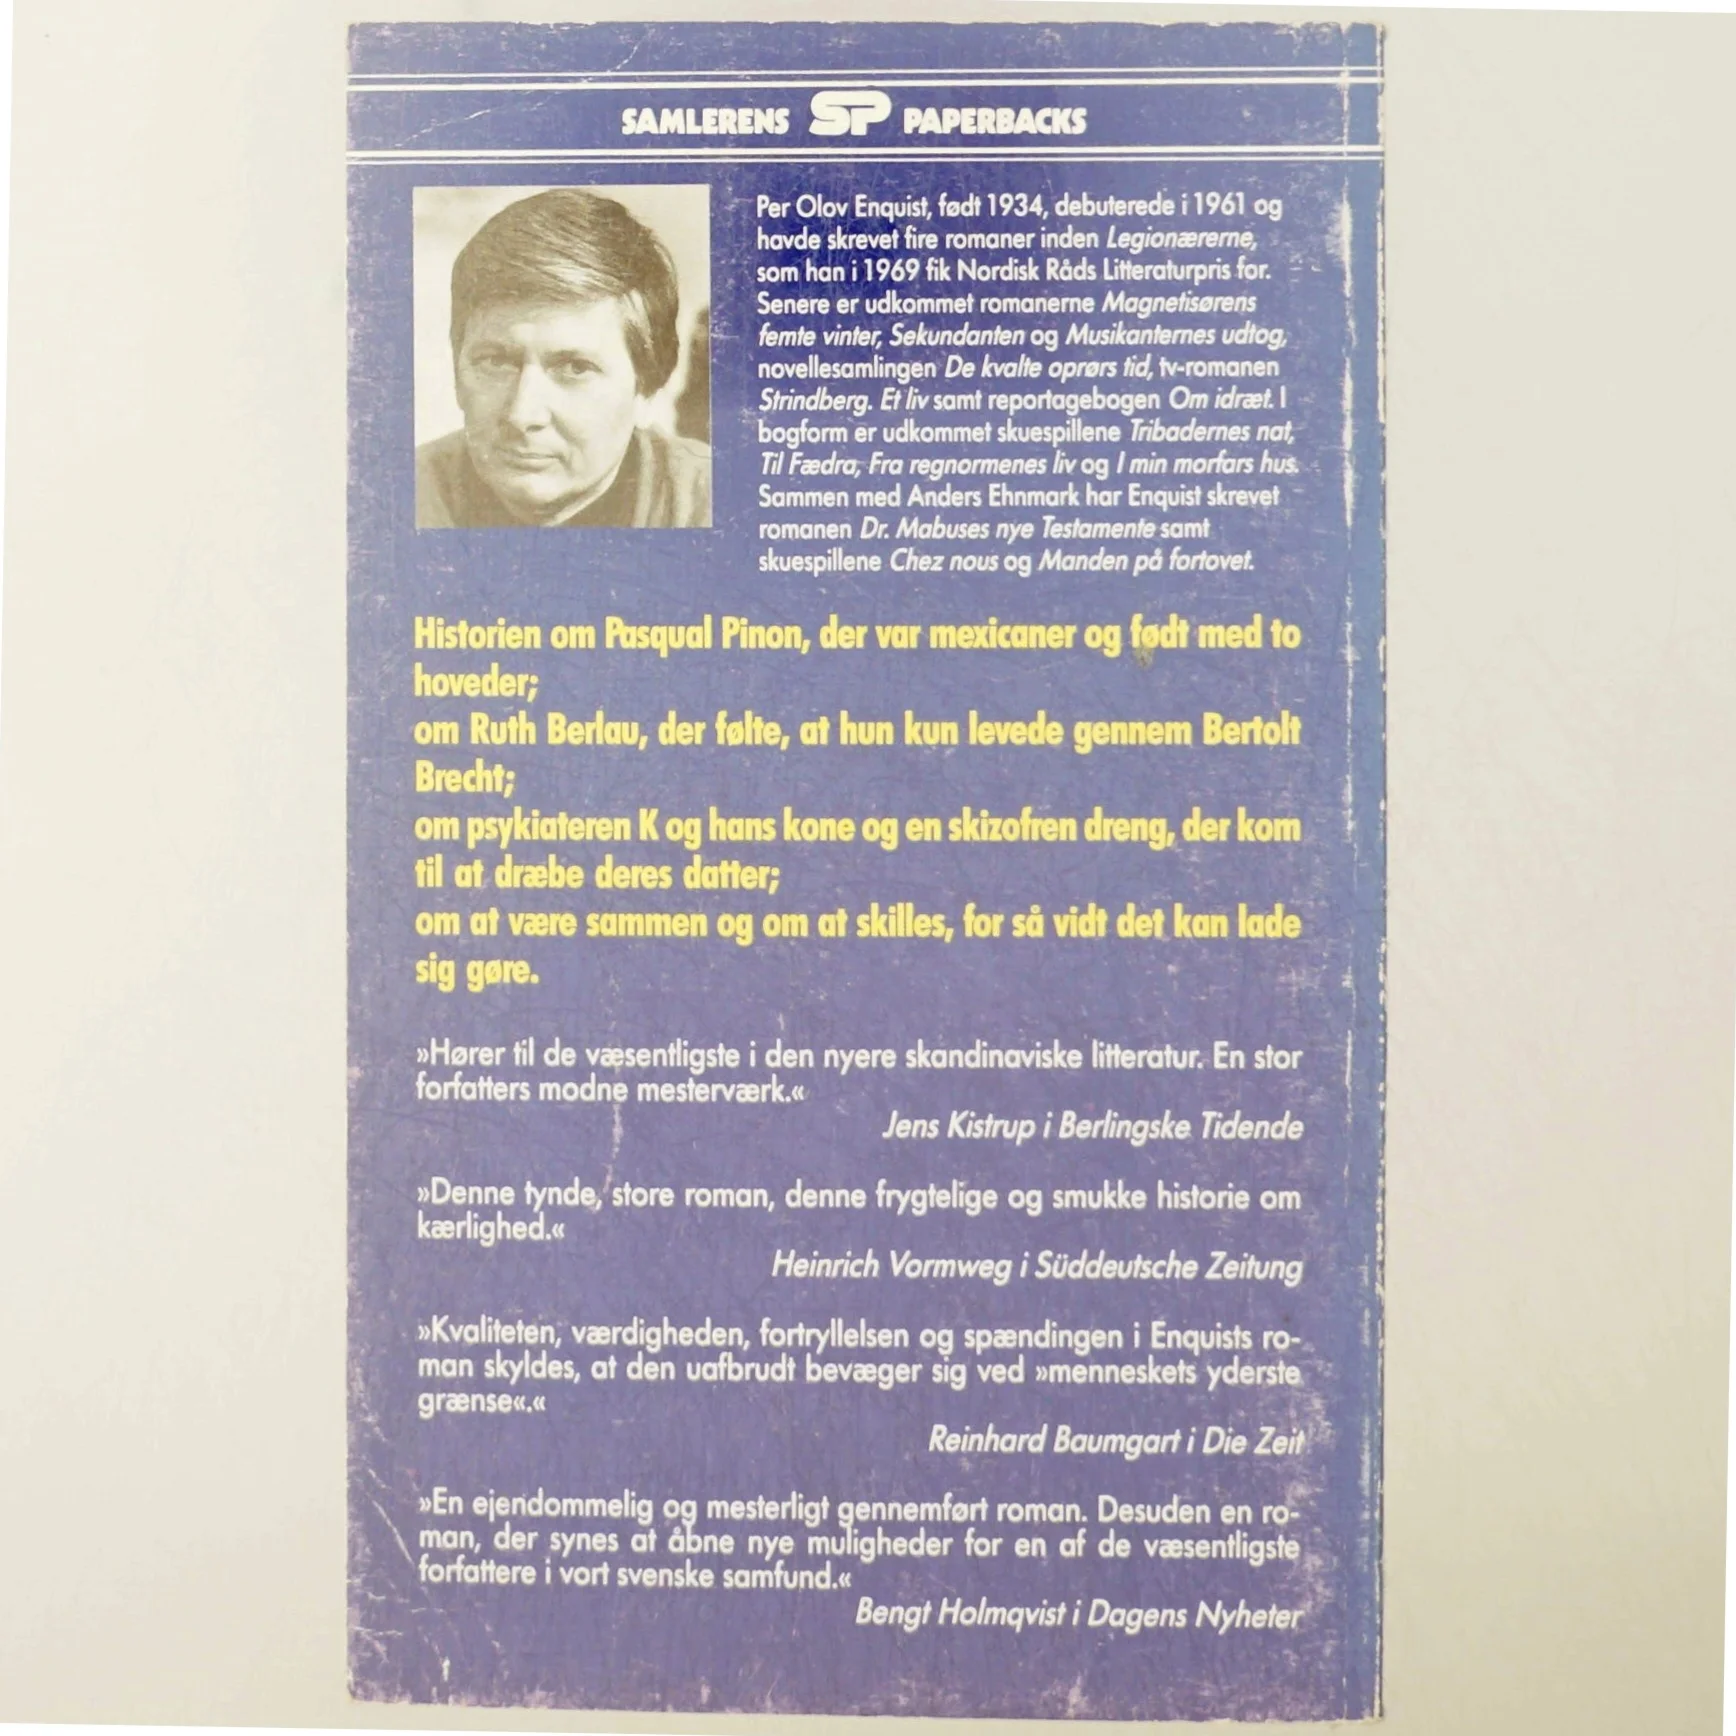 SAMLERENS SP PAPERBACKS
Per Olov Enquist, født 1934, debuterede i 1961 og
havde skrevet fire romaner inden Legionærerne,
som han i 1969 fik Nordisk Råds Litteraturpris for.
Senere er udkommet romanerne Magnetisørens
femte vinter, Sekundanten og Musikanternes udtog,
novellesamlingen De kvalte oprørs tid, tv-romanen
Strindberg. Et liv samt reportagebogen Om idræt. I
bogform er udkommet skuespillene Tribadernes nat,
Til Fædra, Fra regnormenes liv og I min morfars hus.
Sammen med Anders Ehnmark har Enquist skrevet
romanen Dr. Mabuses nye Testamente samt
skuespillene Chez nous og Manden på fortovet.
Historien om Pasqual Pinon, der var mexicaner og født med to
hoveder;
om Ruth Berlau, der følte, at hun kun levede gennem Bertolt
Brecht;
om psykiateren K og hans kone og en skizofren dreng, der kom
til at dræbe deres datter;
om at være sammen og om at skilles, for så vidt det kan lade
sig gøre.
»Hører til de væsentligste i den nyere skandinaviske litteratur. En stor
forfatters modne mesterværk.«
Jens Kistrup i Berlingske Tidende
»Denne tynde, store roman, denne frygtelige og smukke historie om
kærlighed.«
Heinrich Vormweg i Süddeutsche Zeitung
»Kvaliteten, værdigheden, fortryllelsen og spændingen i Enquists ro-
man skyldes, at den uafbrudt bevæger sig ved »menneskets yderste
grænse«.«
Reinhard Baumgart i Die Zeit
»En ejendommelig og mesterligt gennemført roman. Desuden en ro-
man, der synes at åbne nye muligheder for en af de væsentligste
forfattere i vort svenske samfund.«
Bengt Holmqvist i Dagens Nyheter